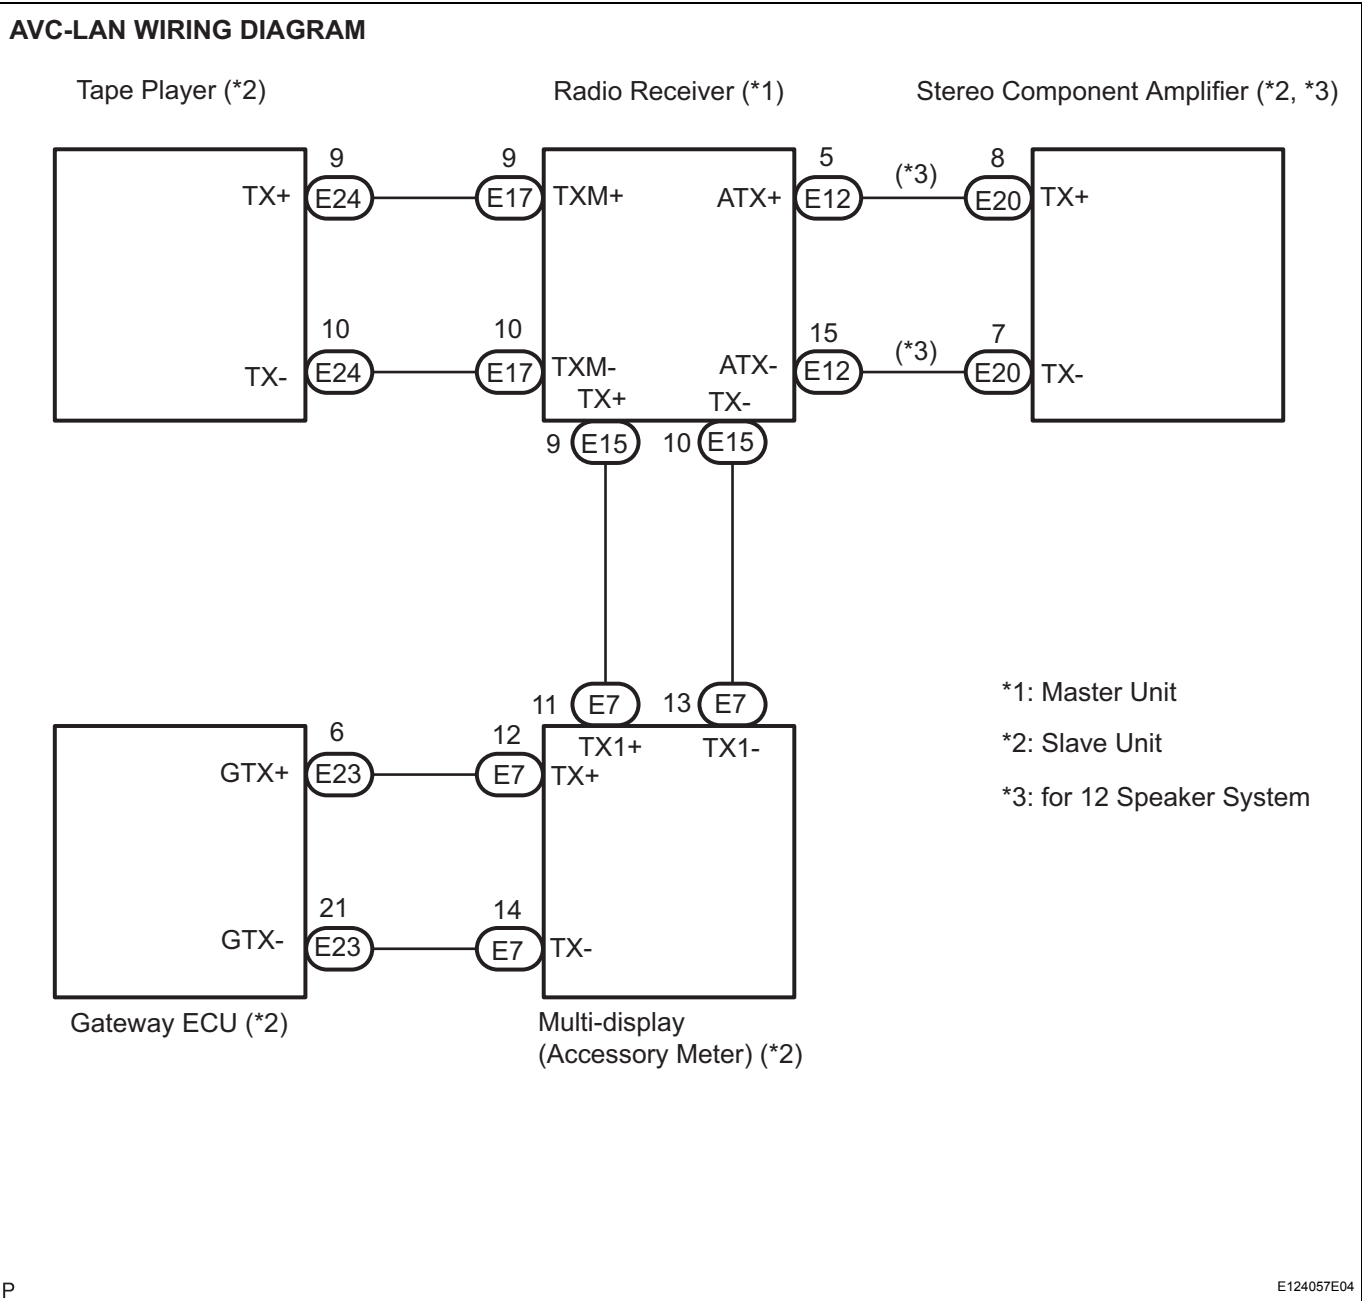 AVC-LAN WIRING DIAGRAM
Tape Player (*2)
Radio Receiver (*1)
Stereo Component Amplifier (*2, *3)
9 9 5 (*3) 8
TX+ E24 E17 TXM+ ATX+ E12 E20 TX+
10 10 15 (*3) 7
TX- E24 E17 TXM- ATX- E12 E20 TX-
TX+ TX-
9 E15 10 E15
11 E7 13 E7
TX1+ TX1-
*1: Master Unit
*2: Slave Unit
*3: for 12 Speaker System
6 12
GTX+ E23 E7 TX+
21 14
GTX- E23 E7 TX-
Gateway ECU (*2)
Multi-display
(Accessory Meter) (*2)
P
E124057E04